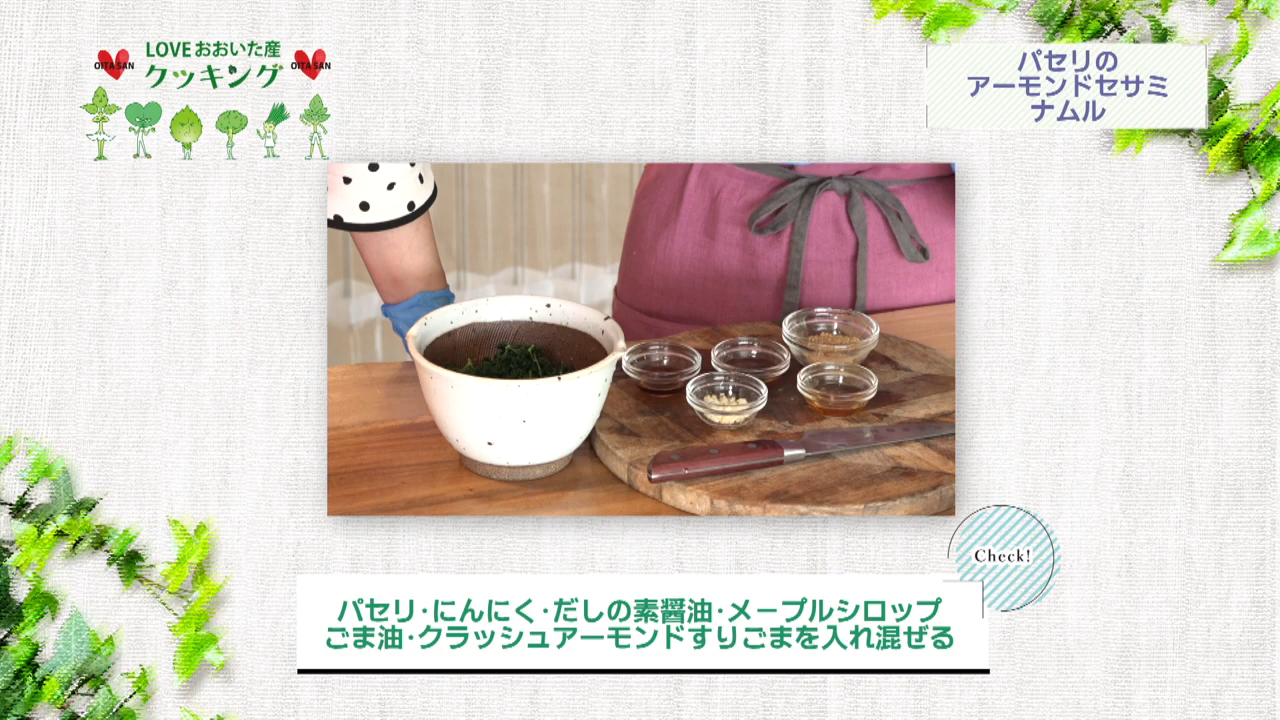 LOVE おおいた産
OITA SAN
クッキング
OITA SAN
パセリの
アーモンドセサミ
ナムル
Check!
パセリ・にんにく・だしの素醤油・メープルシロップ
ごま油・クラッシュアーモンドすりごまを入れ混ぜる